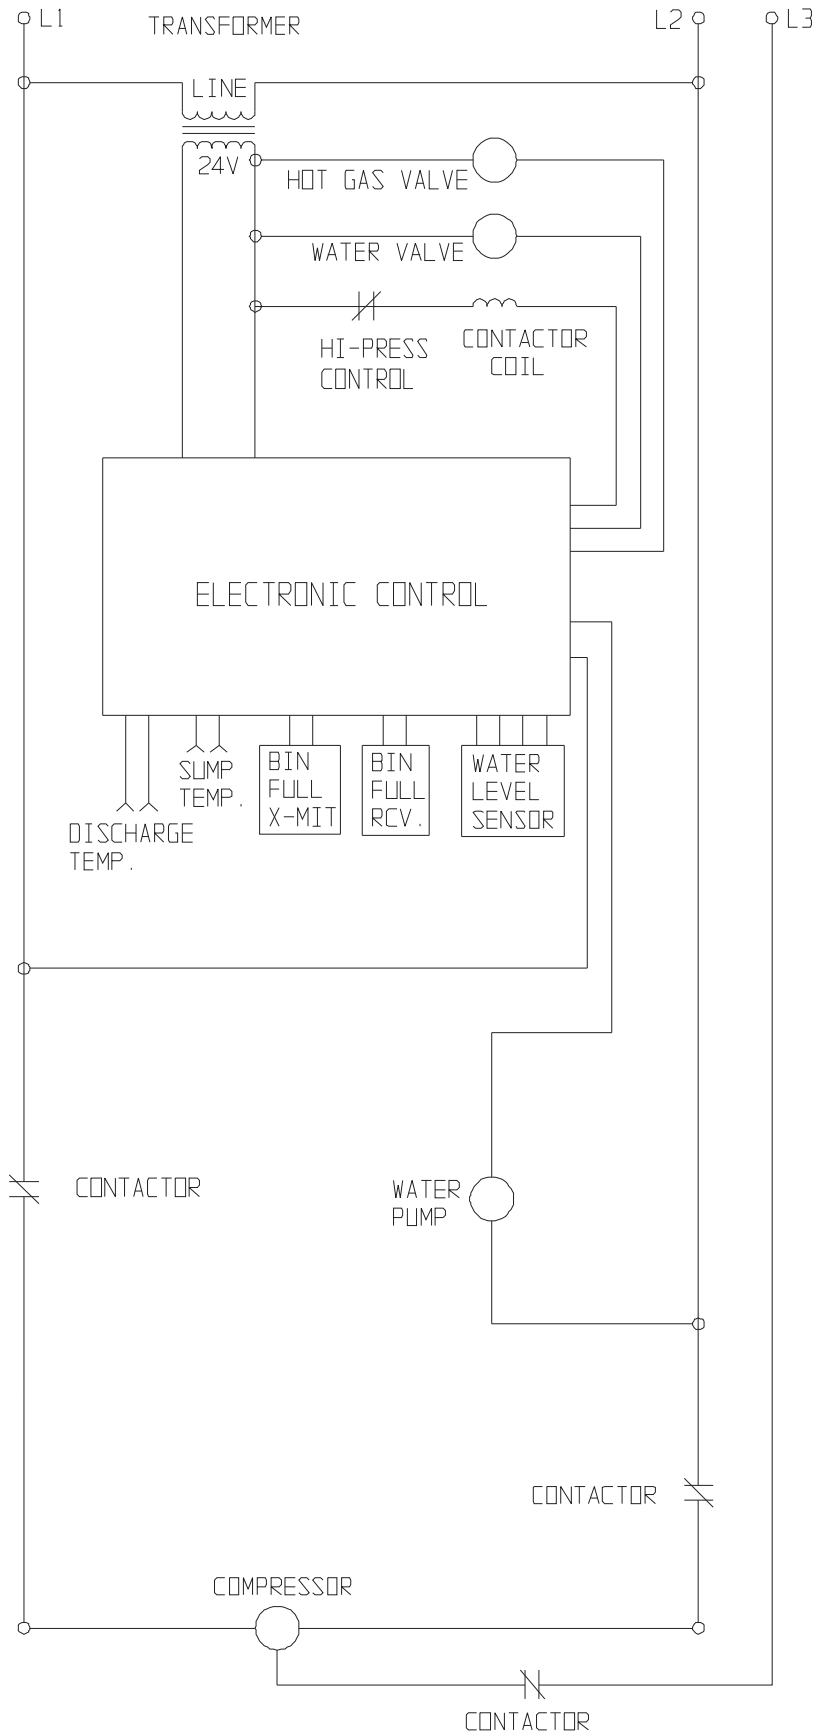 L1
TRANSFORMER
L2
L3
LINE
24V
HOT GAS VALVE
WATER VALVE
HI-PRESS
CONTROL
CONTACTOR
COIL
ELECTRONIC CONTROL
SUMP
TEMP.
DISCHARGE
TEMP.
BIN
FULL
X-MIT
BIN
FULL
RCV.
WATER
LEVEL
SENSOR
CONTACTOR
WATER
PUMP
CONTACTOR
COMPRESSOR
CONTACTOR